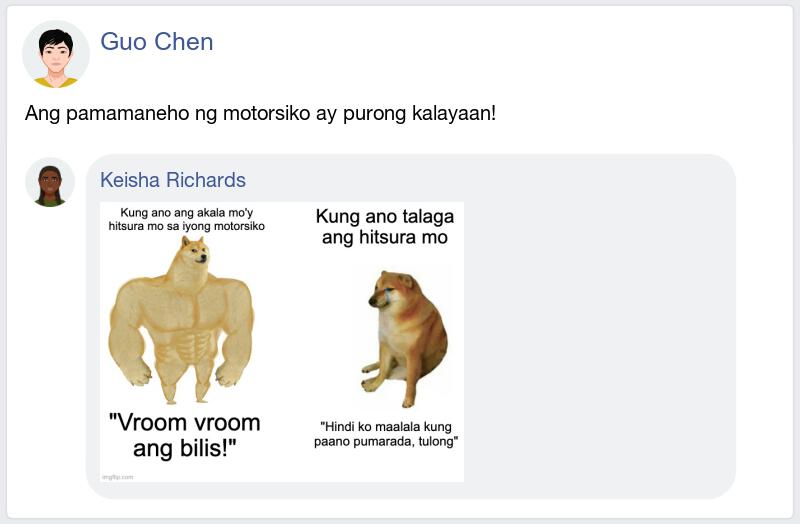 Guo Chen
Ang pamamaneho ng motorsiko ay purong kalayaan!
Keisha Richards
Kung ano ang akala mo'y
hitsura mo sa iyong motorsiko
Kung ano talaga
ang hitsura mo
"Vroom vroom
ang bilis!"
"Hindi ko maalala kung
paano pumarada, tulong"
imgflip.com